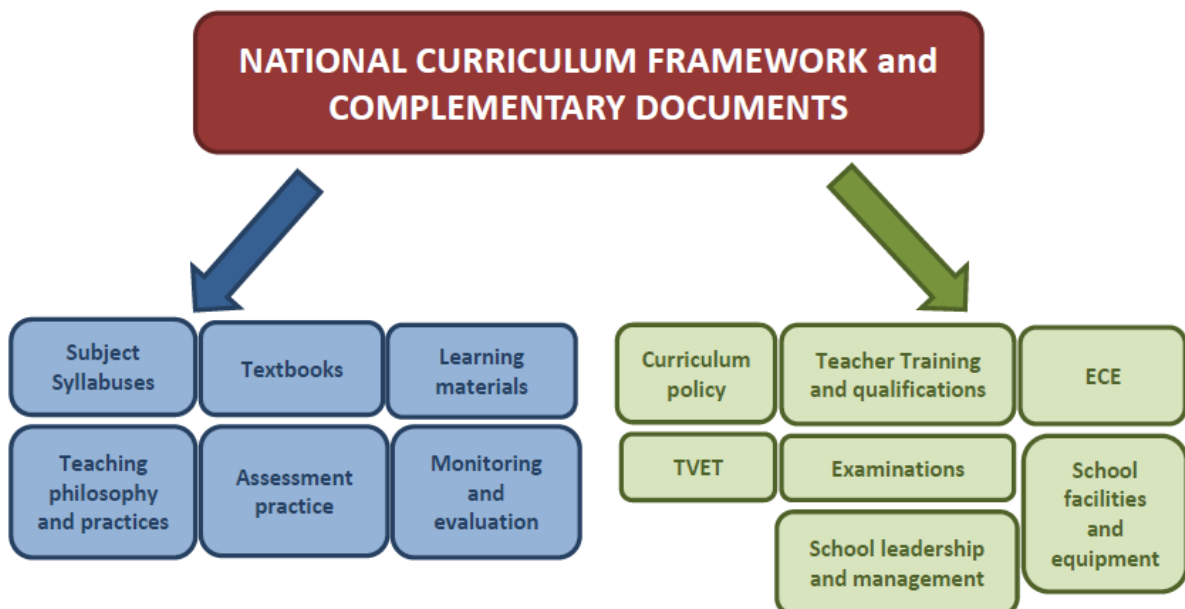 NATIONAL CURRICULUM FRAMEWORK and
COMPLEMENTARY DOCUMENTS
Subject
Syllabuses
Textbooks
Learning
materials
Teaching
philosophy
and practices
Assessment
practice
Monitoring
and
evaluation
Curriculum
policy
Teacher Training
and qualifications
ECE
TVET
Examinations
School
facilities
and
equipment
School leadership
and management